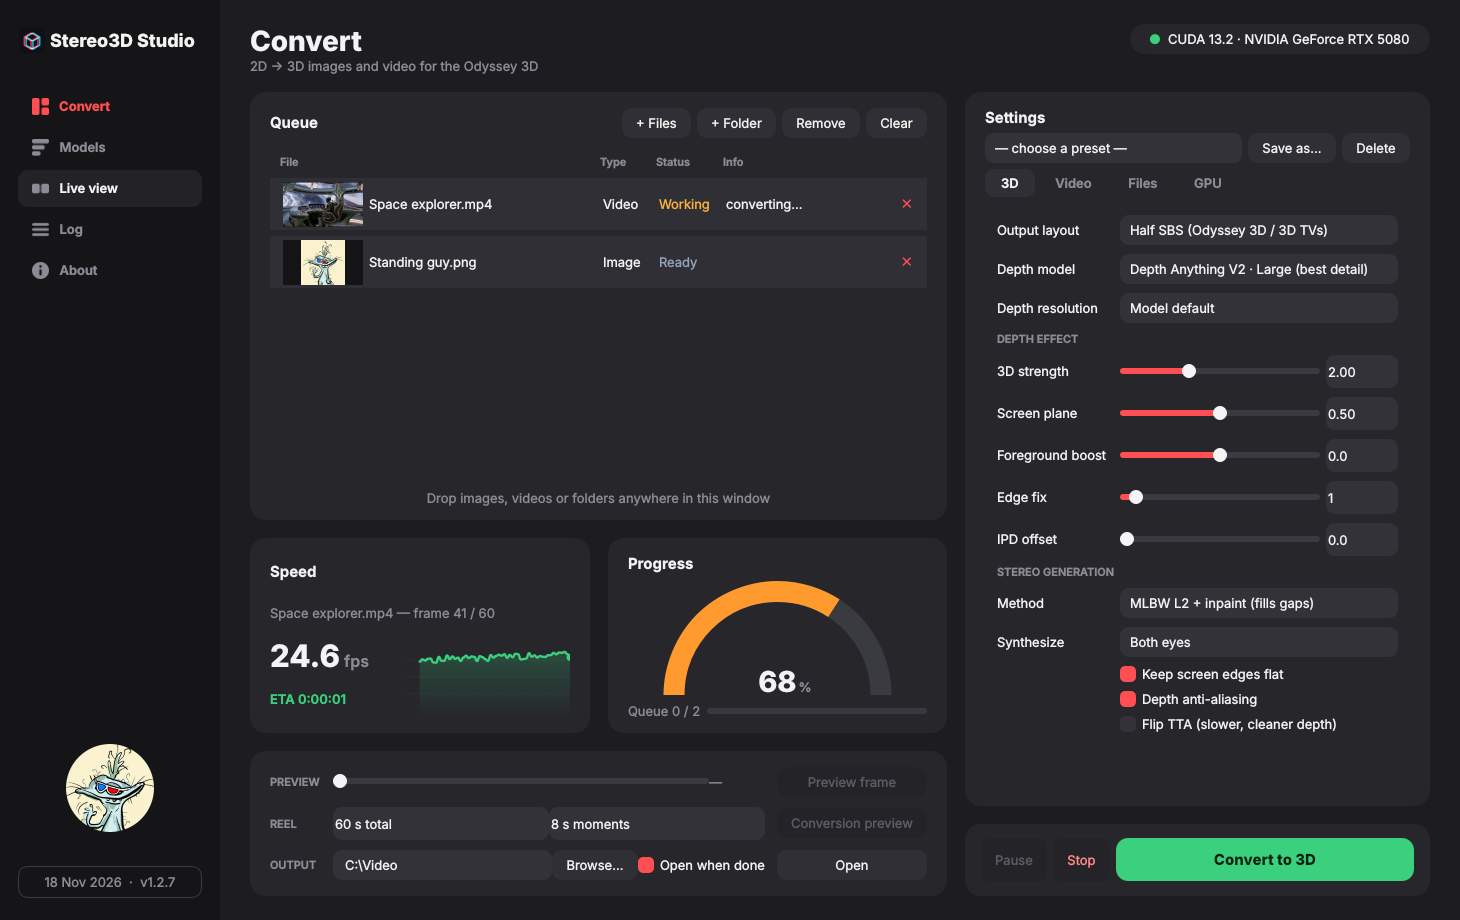 Stereo3D Studio
Convert
Models
Live view
Log
About
18 Nov 2026 · v1.2.7
Convert
2D → 3D images and video for the Odyssey 3D
CUDA 13.2 · NVIDIA GeForce RTX 5080
Queue
+ Files
+ Folder
Remove
Clear
File Type Status Info
Space explorer.mp4 Video Working converting... ✕
Standing guy.png Image Ready ✕
Drop images, videos or folders anywhere in this window
Speed
Space explorer.mp4 — frame 41 / 60
24.6 fps
ETA 0:00:01
Progress
68 %
Queue 0 / 2
PREVIEW — Preview frame
REEL 60 s total 8 s moments Conversion preview
OUTPUT C:\Video Browse... Open when done Open
Settings
— choose a preset — Save as... Delete
3D Video Files GPU
Output layout Half SBS (Odyssey 3D / 3D TVs)
Depth model Depth Anything V2 · Large (best detail)
Depth resolution Model default
DEPTH EFFECT
3D strength 2.00
Screen plane 0.50
Foreground boost 0.0
Edge fix 1
IPD offset 0.0
STEREO GENERATION
Method MLBW L2 + inpaint (fills gaps)
Synthesize Both eyes
Keep screen edges flat
Depth anti-aliasing
Flip TTA (slower, cleaner depth)
Pause Stop Convert to 3D